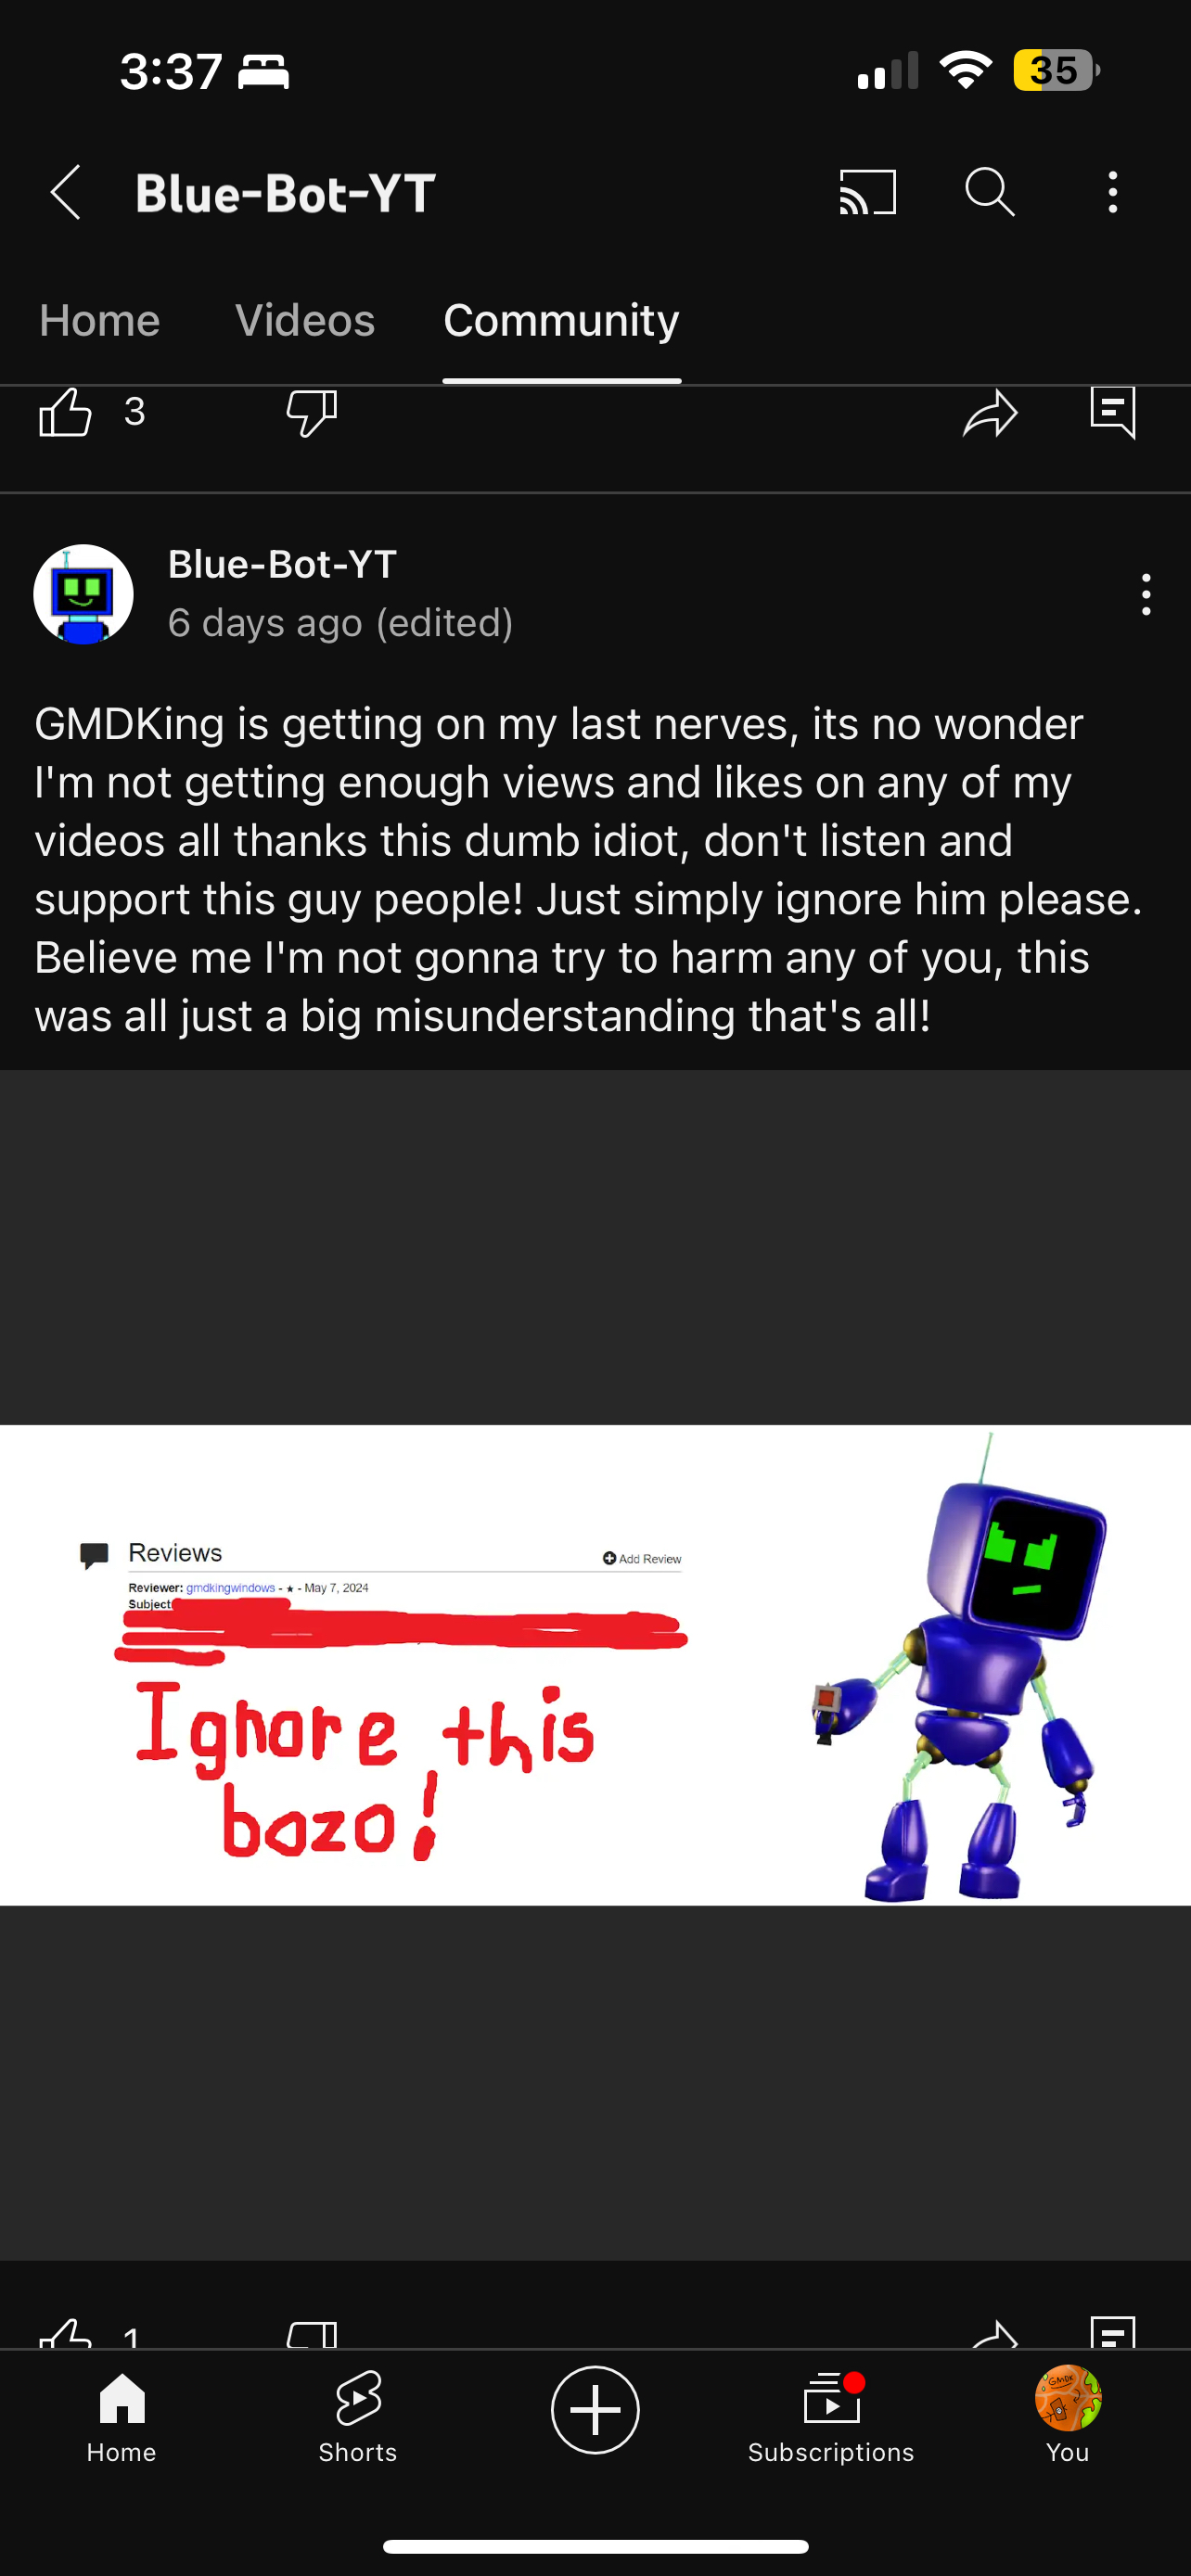 3:37
35
Blue-Bot-YT
Home Videos Community
3
Blue-Bot-YT
6 days ago (edited)
GMDKing is getting on my last nerves, its no wonder
I'm not getting enough views and likes on any of my
videos all thanks this dumb idiot, don't listen and
support this guy people! Just simply ignore him please.
Believe me I'm not gonna try to harm any of you, this
was all just a big misunderstanding that's all!
Reviews
Add Review
Reviewer: gmdkingwindows - ★ - May 7, 2024
Subject
Ignore this
bozo!
1
Home Shorts Subscriptions You
GMDK